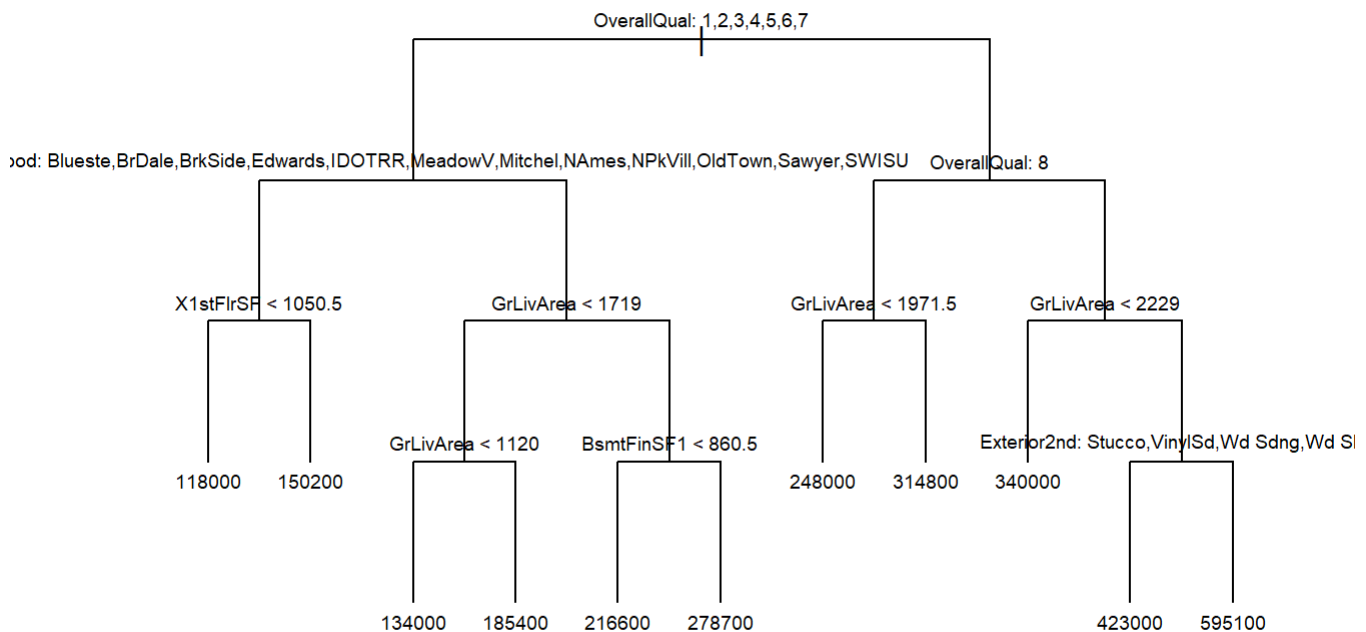 OverallQual: 1,2,3,4,5,6,7
ood: Blueste,BrDale,BrkSide,Edwards,IDOTRR,MeadowV,Mitchel,NAmes,NPkVill,OldTown,Sawyer,SWISU
OverallQual: 8
X1stFlrSF < 1050.5
GrLivArea < 1719
GrLivArea < 1971.5
GrLivArea < 2229
GrLivArea < 1120
BsmtFinSF1 < 860.5
Exterior2nd: Stucco,VinylSd,Wd Sdng,Wd
118000
150200
248000
314800
340000
134000
185400
216600
278700
423000
595100